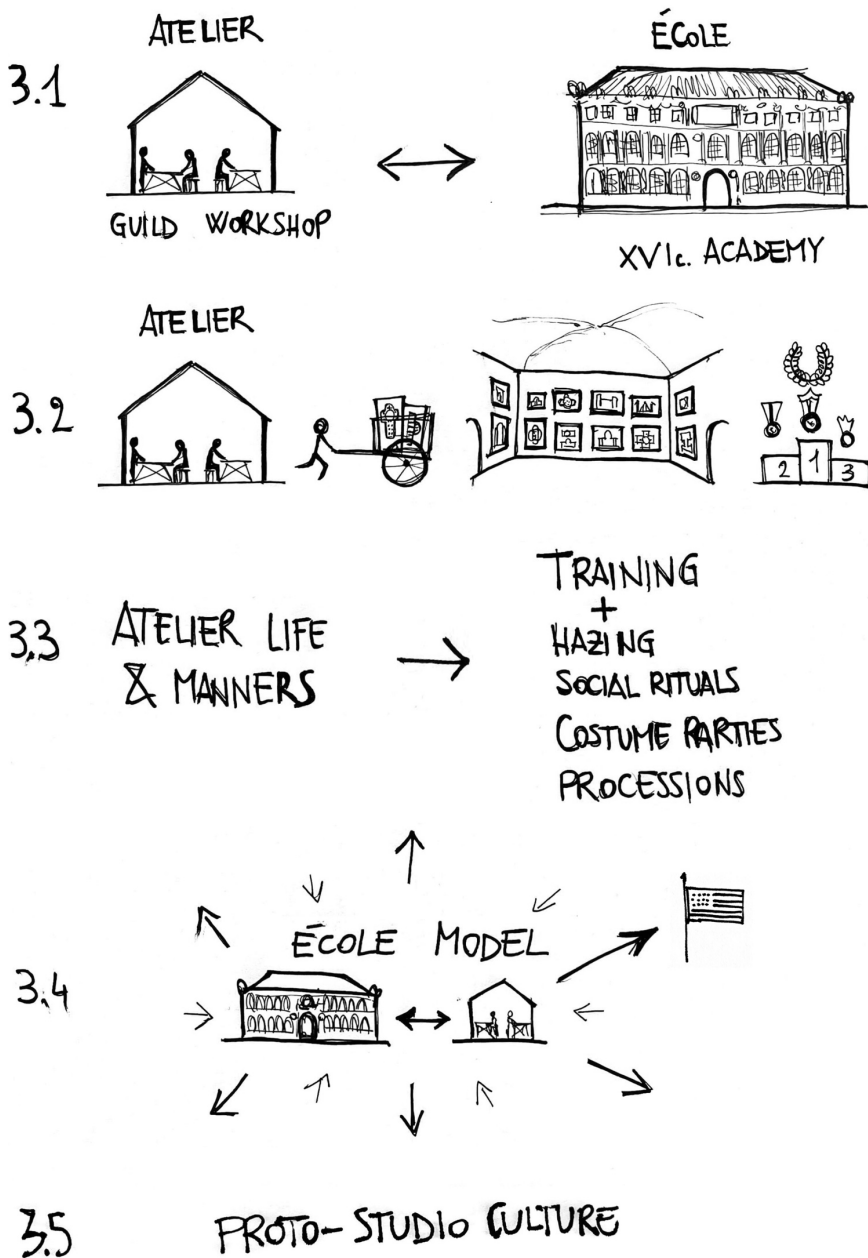 3.1
ATELIER
ÉCOLE
GUILD WORKSHOP
XVIc. ACADEMY
3.2
ATELIER
2 1 3
3.3
ATELIER LIFE
& MANNERS
TRAINING
+
HAZING
SOCIAL RITUALS
COSTUME PARTIES
PROCESSIONS
3.4
ÉCOLE MODEL
3.5
PROTO-STUDIO CULTURE